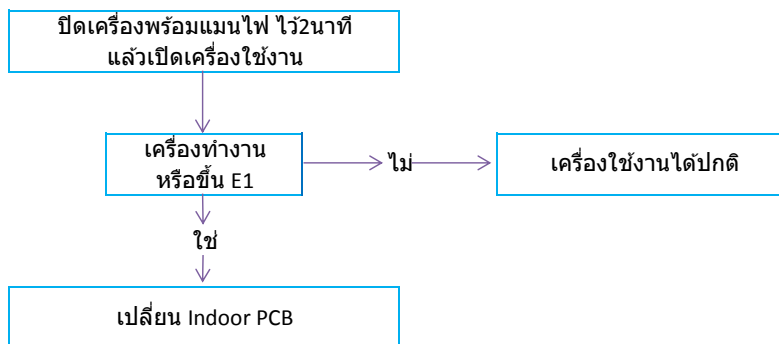 ปิดเครื่องพร้อมแมนไฟ ไว้2นาที
แล้วเปิดเครื่องใช้งาน
เครื่องทำงาน
หรือขึ้น E1
ไม่
เครื่องใช้งานได้ปกติ
ใช่
เปลี่ยน Indoor PCB